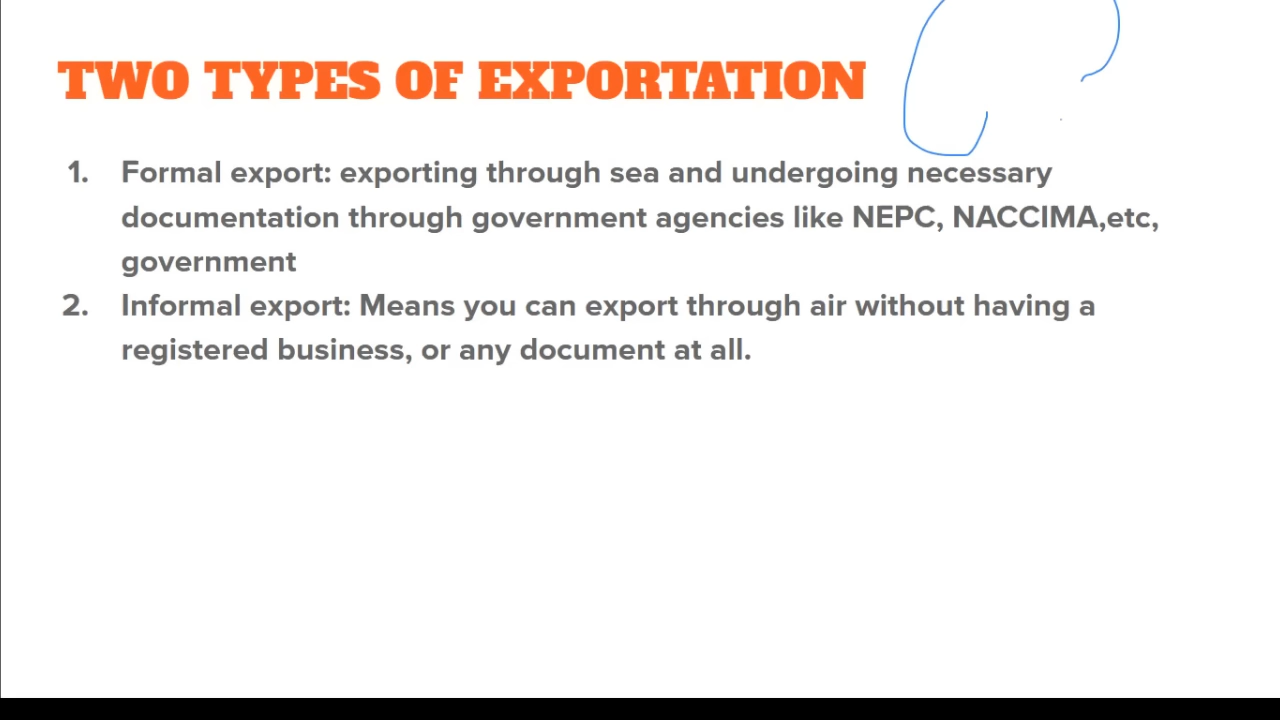 TWO TYPES OF EXPORTATION
1. Formal export: exporting through sea and undergoing necessary
documentation through government agencies like NEPC, NACCIMA,etc,
government
2. Informal export: Means you can export through air without having a
registered business, or any document at all.